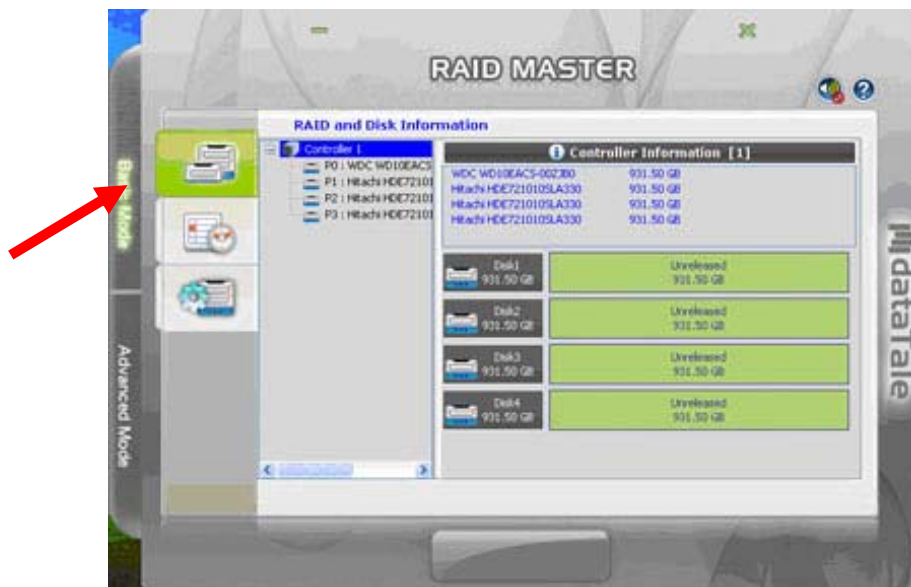 RAID MASTER
RAID and Disk Information
Controller 1
P0 : WDC WD10EACS
P1 : Hitachi HDE72101
P2 : Hitachi HDE72101
P3 : Hitachi HDE72101
Controller Information [1]
WDC WD10EACS-00ZJB0 931.50 GB
Hitachi HDE721010SLA330 931.50 GB
Hitachi HDE721010SLA330 931.50 GB
Hitachi HDE721010SLA330 931.50 GB
Disk1
931.50 GB
Unreleased
931.50 GB
Disk2
931.50 GB
Unreleased
931.50 GB
Disk3
931.50 GB
Unreleased
931.50 GB
Disk4
931.50 GB
Unreleased
931.50 GB
Mode
Advanced Mode
dataTale